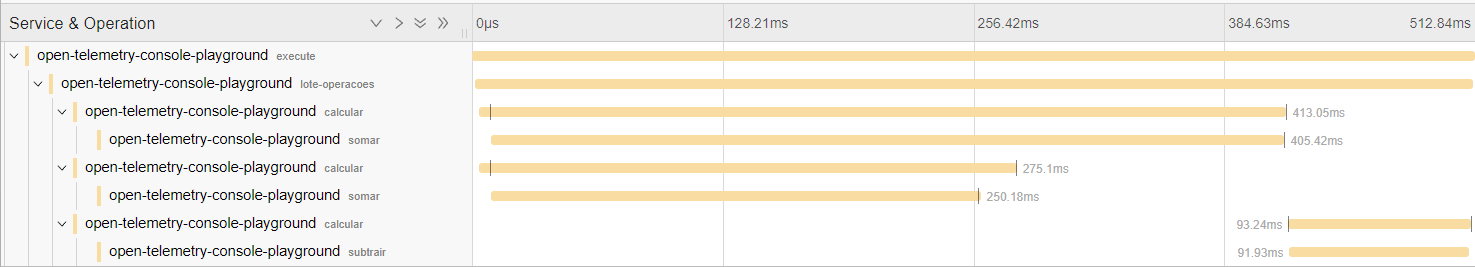 Service & Operation 0μs 128.21ms 256.42ms 384.63ms 512.84ms
open-telemetry-console-playground execute
open-telemetry-console-playground lote-operacoes
open-telemetry-console-playground calcular 413.05ms
open-telemetry-console-playground somar 405.42ms
open-telemetry-console-playground calcular 275.1ms
open-telemetry-console-playground somar 250.18ms
open-telemetry-console-playground calcular 93.24ms
open-telemetry-console-playground subtrair 91.93ms